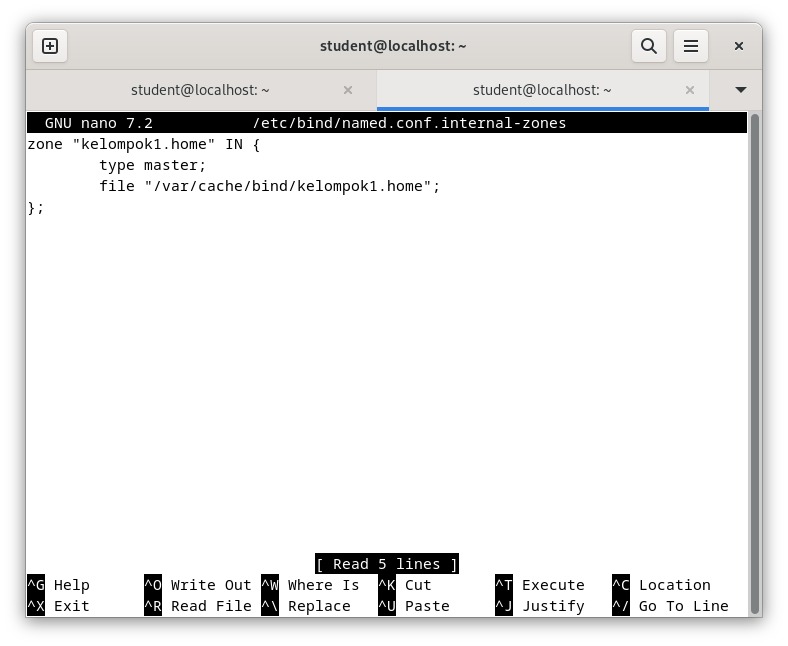 student@localhost: ~
student@localhost: ~ student@localhost: ~
GNU nano 7.2 /etc/bind/named.conf.internal-zones
zone "kelompok1.home" IN {
        type master;
        file "/var/cache/bind/kelompok1.home";
};
[ Read 5 lines ]
^G Help ^O Write Out ^W Where Is ^K Cut ^T Execute ^C Location
^X Exit ^R Read File ^\ Replace ^U Paste ^J Justify ^/ Go To Line